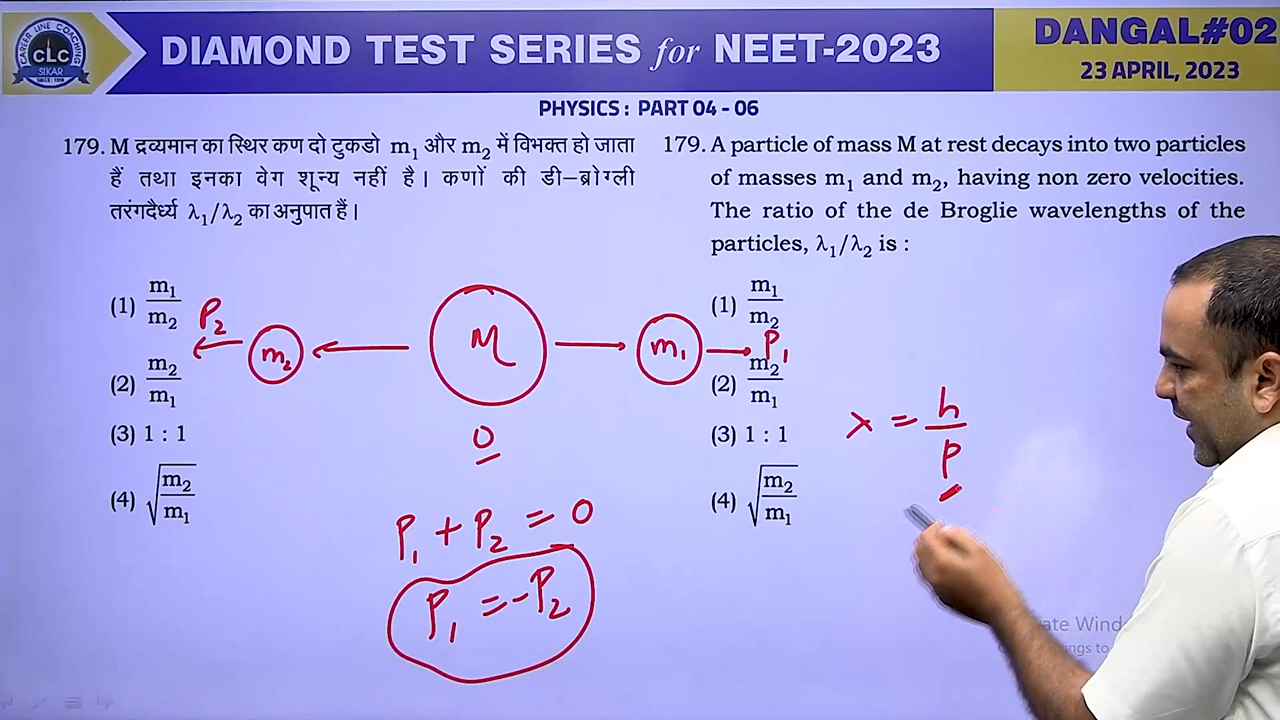 CAREER LINE COACHING
CLC
SIKAR
SINCE : 1996
DIAMOND TEST SERIES for NEET-2023
DANGAL#02
23 APRIL, 2023
PHYSICS : PART 04 - 06
179. M द्रव्यमान का स्थिर कण दो टुकडो m₁ और m₂ में विभक्त हो जाता
हैं तथा इनका वेग शून्य नहीं है। कणों की डी–ब्रोग्ली
तरंगदैर्ध्य λ₁/λ₂ का अनुपात हैं।
(1) m₁/m₂
(2) m₂/m₁
(3) 1 : 1
(4) √(m₂/m₁)
179. A particle of mass M at rest decays into two particles
of masses m₁ and m₂, having non zero velocities.
The ratio of the de Broglie wavelengths of the
particles, λ₁/λ₂ is :
(1) m₁/m₂
(2) m₂/m₁
(3) 1 : 1
(4) √(m₂/m₁)
P₂
m₂
M
m₁
P₁
0
λ = h/p
P₁ + P₂ = 0
P₁ = -P₂